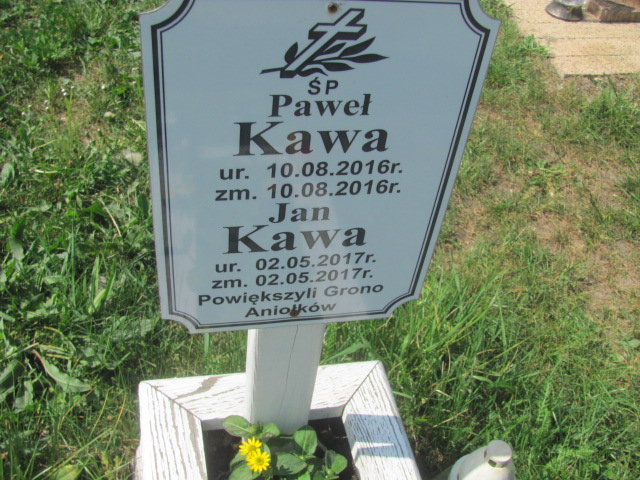 ŚP
Paweł
Kawa
ur. 10.08.2016r.
zm. 10.08.2016r.
Jan
Kawa
ur. 02.05.2017r.
zm. 02.05.2017r.
Powiększyli Grono
Aniołków